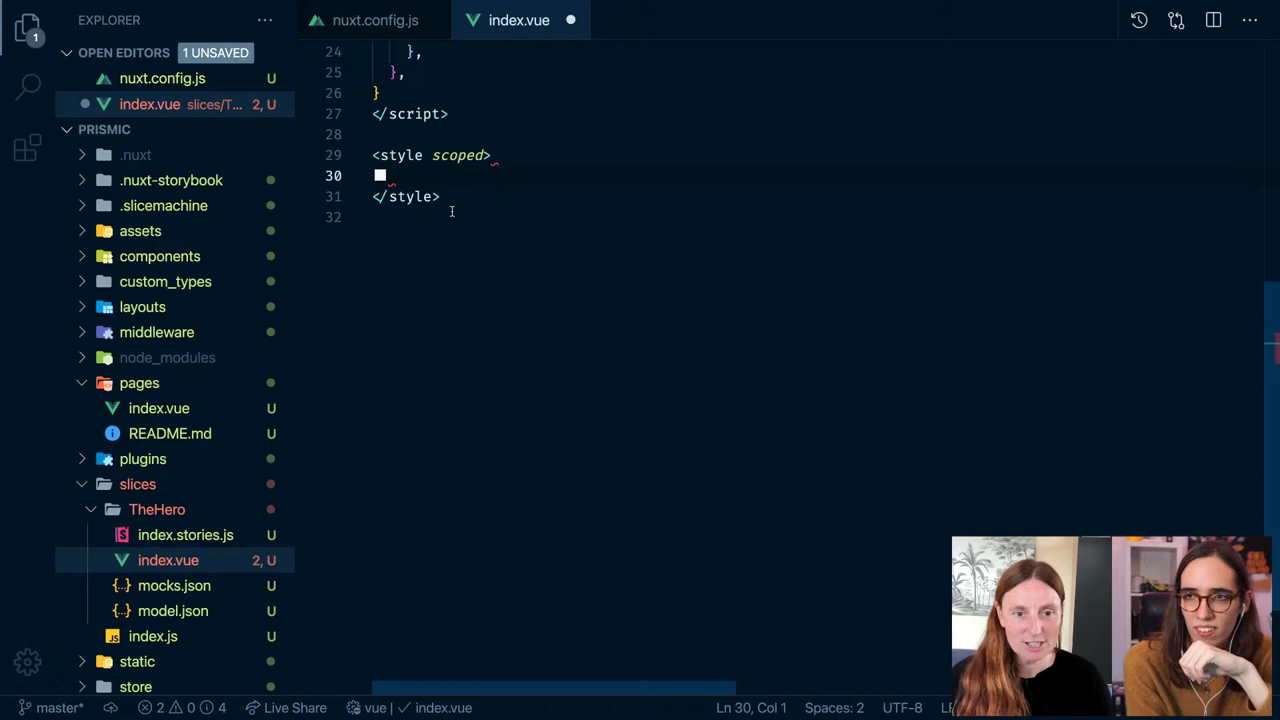 EXPLORER
nuxt.config.js
index.vue
1
OPEN EDITORS
1 UNSAVED
nuxt.config.js
U
index.vue slices/T... 2, U
PRISMIC
.nuxt
.nuxt-storybook
.slicemachine
assets
components
custom_types
layouts
middleware
node_modules
pages
index.vue
U
README.md
U
plugins
slices
TheHero
index.stories.js
U
index.vue
2, U
mocks.json
U
model.json
U
index.js
U
static
store
24 },
25 },
26 }
27 </script>
28
29 <style scoped>
30
31 </style>
32
master* 2 0 4 Live Share vue | index.vue Ln 30, Col 1 Spaces: 2 UTF-8